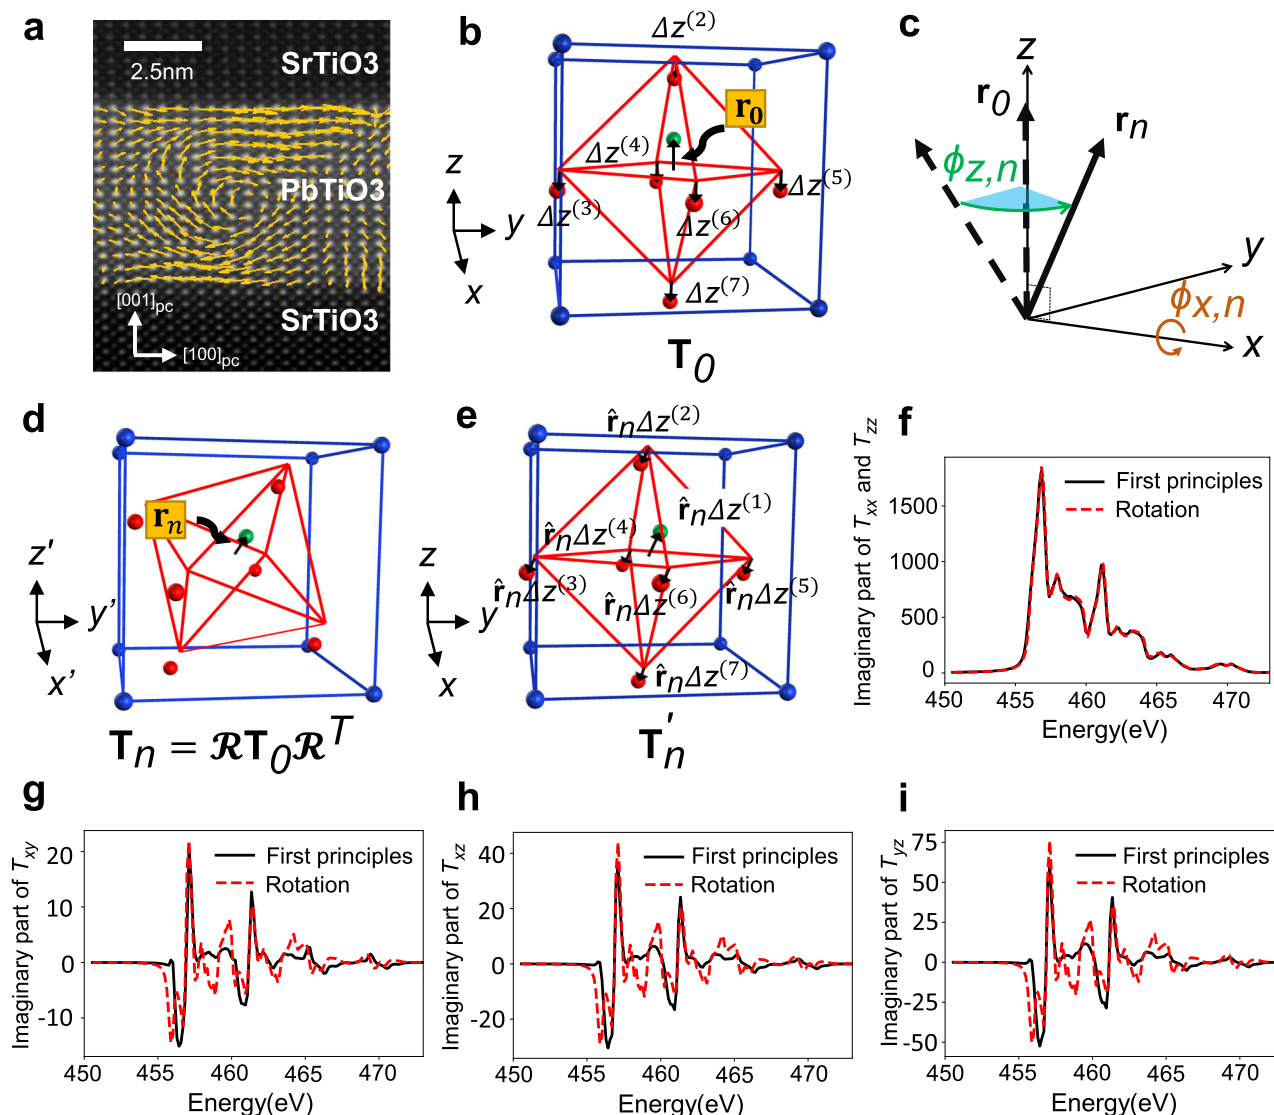 a
2.5nm
SrTiO3
PbTiO3
SrTiO3
[001]pc
[100]pc
b
Δz(2)
r0
Δz(4)
Δz(3)
Δz(6)
Δz(5)
Δz(7)
z
y
x
T0
c
z
r0
rn
ϕz,n
y
ϕx,n
x
d
rn
z'
y'
x'
Tn = ℛT0ℛT
e
r̂nΔz(2)
r̂nΔz(1)
r̂nΔz(4)
r̂nΔz(3)
r̂nΔz(6)
r̂nΔz(5)
r̂nΔz(7)
z
y
x
T'n
f
Imaginary part of Txx and Tzz
First principles
Rotation
1500
1000
500
0
450 455 460 465 470
Energy(eV)
g
Imaginary part of Txy
First principles
Rotation
20
10
0
-10
450 455 460 465 470
Energy(eV)
h
Imaginary part of Txz
First principles
Rotation
40
20
0
-20
450 455 460 465 470
Energy(eV)
i
Imaginary part of Tyz
First principles
Rotation
75
50
25
0
-25
-50
450 455 460 465 470
Energy(eV)